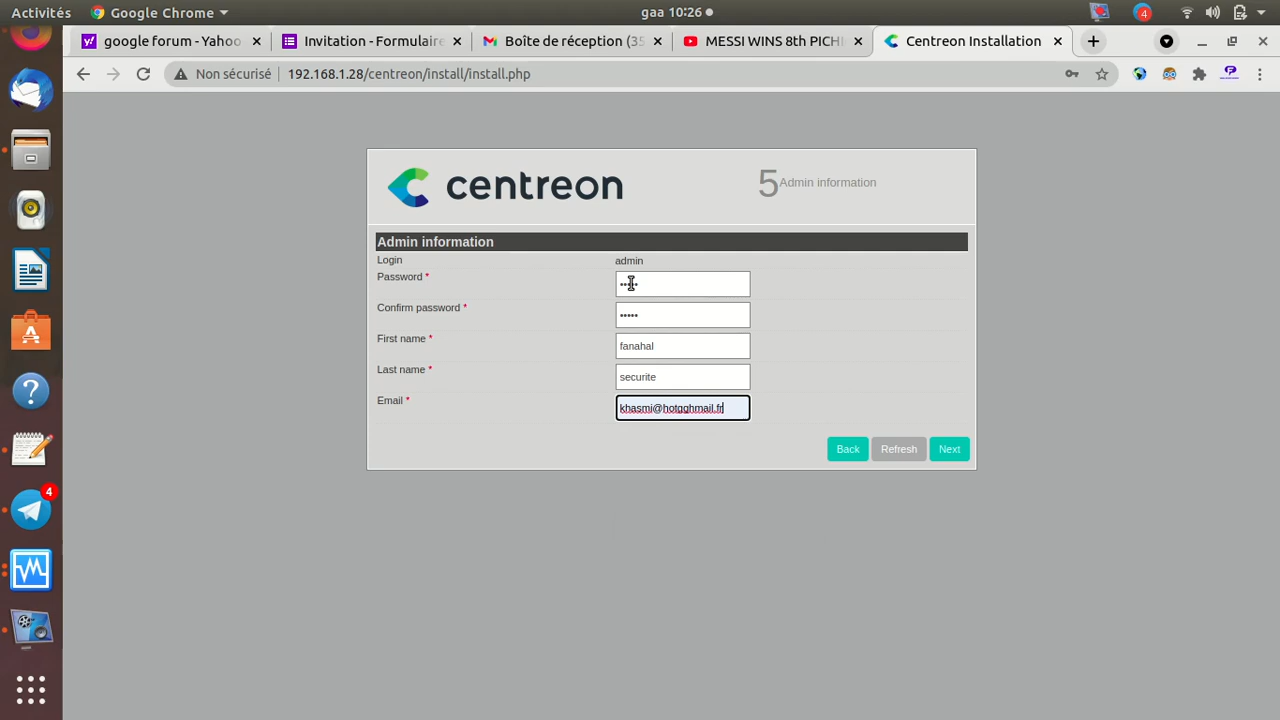 Activités Google Chrome gaa 10:26 4
google forum - Yahoo Invitation - Formulaire Boîte de réception (35 MESSI WINS 8th PICHI Centreon Installation
Non sécurisé 192.168.1.28/centreon/install/install.php
centreon 5 Admin information
Admin information
Login admin
Password * •••••
Confirm password * •••••
First name * fanahal
Last name * securite
Email * khasmi@hotgghmail.fr
Back Refresh Next
4